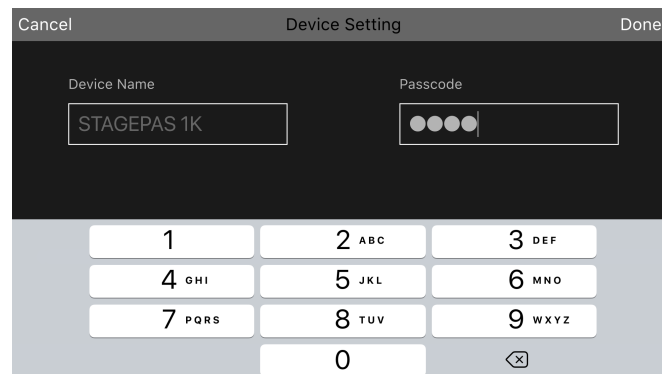 Cancel Device Setting Done
Device Name Passcode
STAGEPAS 1K ●●●●
1 2 ABC 3 DEF
4 GHI 5 JKL 6 MNO
7 PQRS 8 TUV 9 WXYZ
0